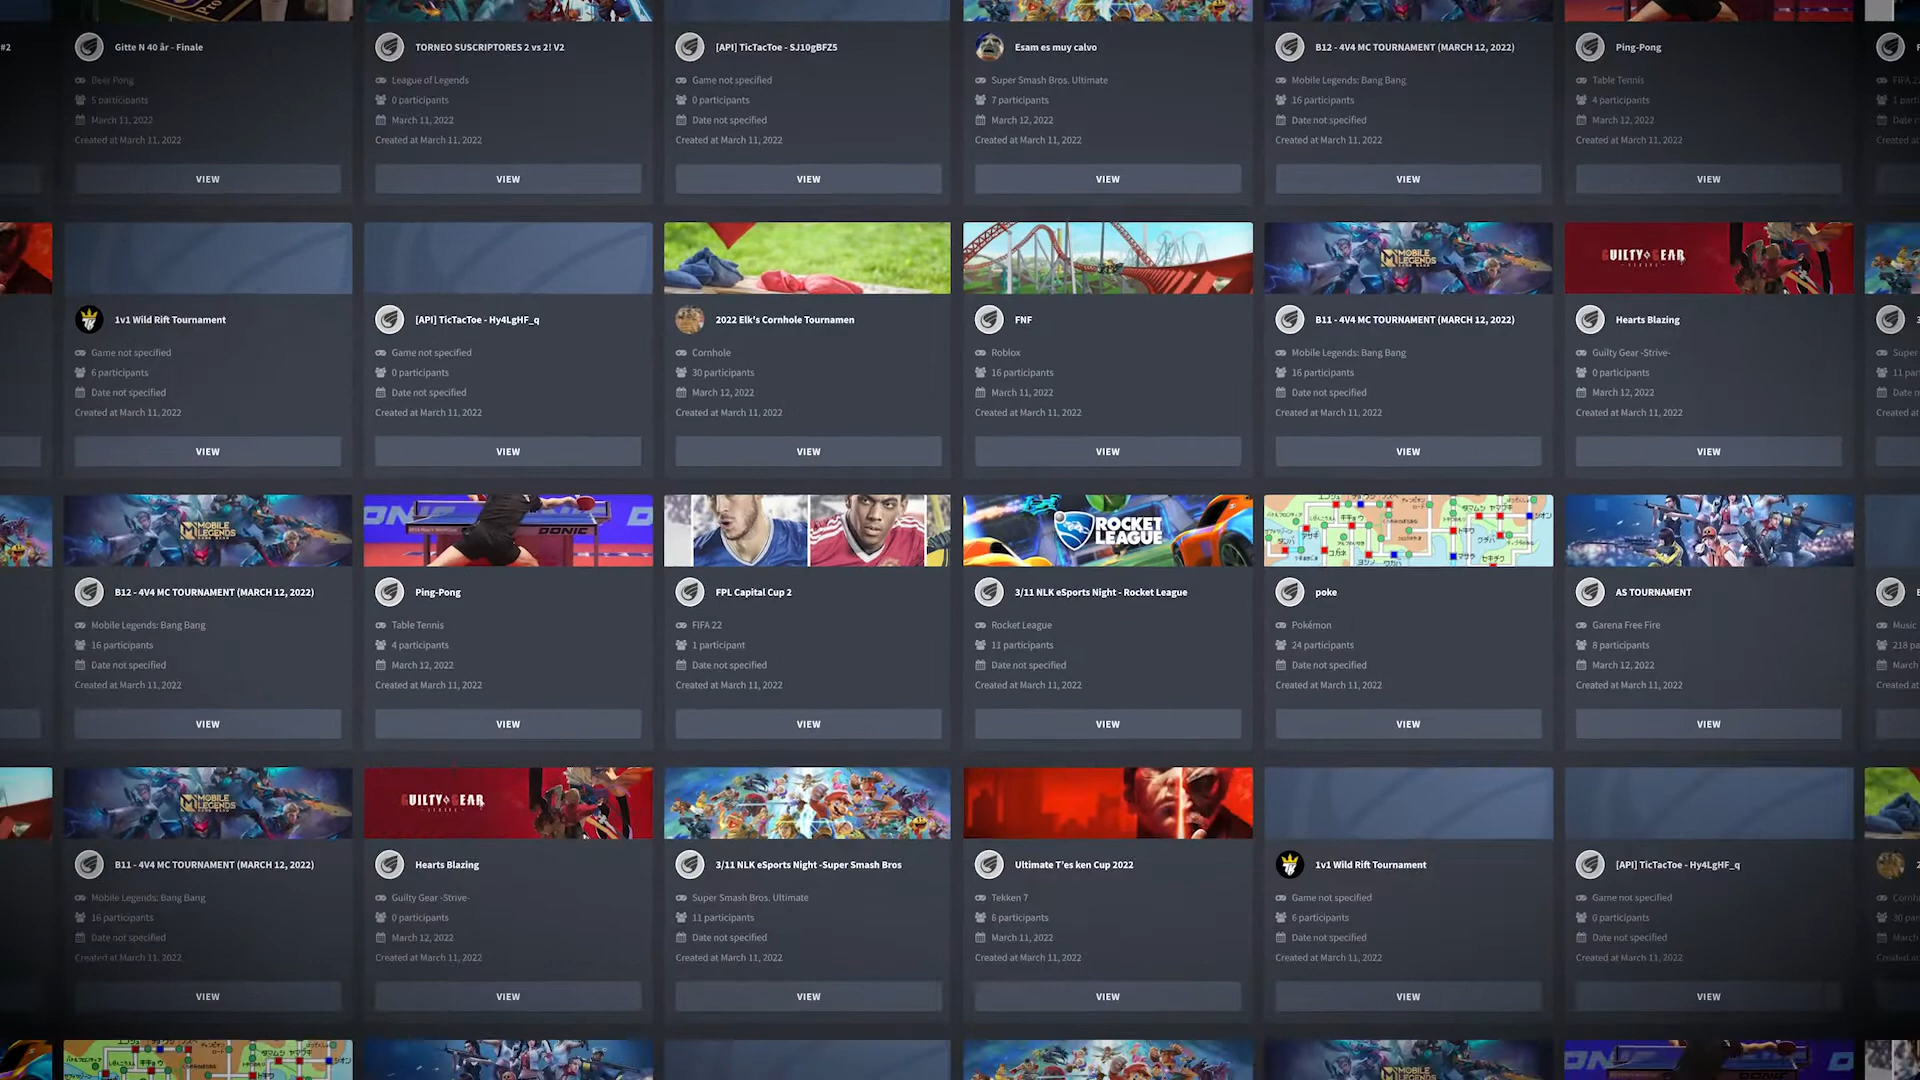 #2
Gitte N 40 år - Finale
Beer Pong
5 participants
March 11, 2022
Created at March 11, 2022
VIEW
TORNEO SUSCRIPTORES 2 vs 2! V2
League of Legends
0 participants
March 11, 2022
Created at March 11, 2022
VIEW
[API] TicTacToe - SJ10gBFZ5
Game not specified
0 participants
Date not specified
Created at March 11, 2022
VIEW
Esam es muy calvo
Super Smash Bros. Ultimate
7 participants
March 12, 2022
Created at March 11, 2022
VIEW
B12 - 4V4 MC TOURNAMENT (MARCH 12, 2022)
Mobile Legends: Bang Bang
16 participants
Date not specified
Created at March 11, 2022
VIEW
Ping-Pong
Table Tennis
4 participants
March 12, 2022
Created at March 11, 2022
VIEW
1v1 Wild Rift Tournament
Game not specified
6 participants
Date not specified
Created at March 11, 2022
VIEW
[API] TicTacToe - Hy4LgHF_q
Game not specified
0 participants
Date not specified
Created at March 11, 2022
VIEW
2022 Elk's Cornhole Tournamen
Cornhole
30 participants
March 12, 2022
Created at March 11, 2022
VIEW
FNF
Roblox
16 participants
March 11, 2022
Created at March 11, 2022
VIEW
MOBILE
LEGENDS
B11 - 4V4 MC TOURNAMENT (MARCH 12, 2022)
Mobile Legends: Bang Bang
16 participants
Date not specified
Created at March 11, 2022
VIEW
GUILTY GEAR
Hearts Blazing
Guilty Gear -Strive-
0 participants
March 12, 2022
Created at March 11, 2022
VIEW
MOBILE
LEGENDS
B12 - 4V4 MC TOURNAMENT (MARCH 12, 2022)
Mobile Legends: Bang Bang
16 participants
Date not specified
Created at March 11, 2022
VIEW
DONIC
Ping-Pong
Table Tennis
4 participants
March 12, 2022
Created at March 11, 2022
VIEW
FPL Capital Cup 2
FIFA 22
1 participant
Date not specified
Created at March 11, 2022
VIEW
ROCKET
LEAGUE
3/11 NLK eSports Night - Rocket League
Rocket League
11 participants
Date not specified
Created at March 11, 2022
VIEW
poke
Pokémon
24 participants
Date not specified
Created at March 11, 2022
VIEW
AS TOURNAMENT
Garena Free Fire
8 participants
March 12, 2022
Created at March 11, 2022
VIEW
Music
MOBILE
LEGENDS
B11 - 4V4 MC TOURNAMENT (MARCH 12, 2022)
Mobile Legends: Bang Bang
16 participants
Date not specified
Created at March 11, 2022
VIEW
GUILTY GEAR
Hearts Blazing
Guilty Gear -Strive-
0 participants
March 12, 2022
Created at March 11, 2022
VIEW
3/11 NLK eSports Night -Super Smash Bros
Super Smash Bros. Ultimate
11 participants
Date not specified
Created at March 11, 2022
VIEW
Ultimate T'es ken Cup 2022
Tekken 7
6 participants
March 11, 2022
Created at March 11, 2022
VIEW
1v1 Wild Rift Tournament
Game not specified
6 participants
Date not specified
Created at March 11, 2022
VIEW
[API] TicTacToe - Hy4LgHF_q
Game not specified
0 participants
Date not specified
Created at March 11, 2022
VIEW